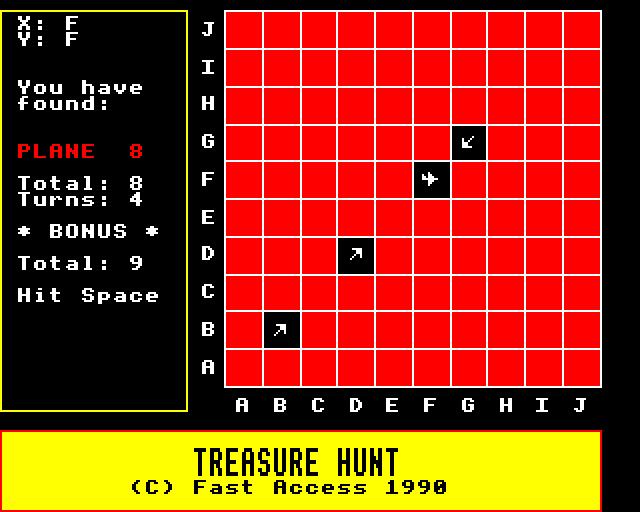 X: F
Y: F
You have
found:
PLANE 8
Total: 8
Turns: 4
* BONUS *
Total: 9
Hit Space
J
I
H
G
F
E
D
C
B
A
A B C D E F G H I J
TREASURE HUNT
(C) Fast Access 1990